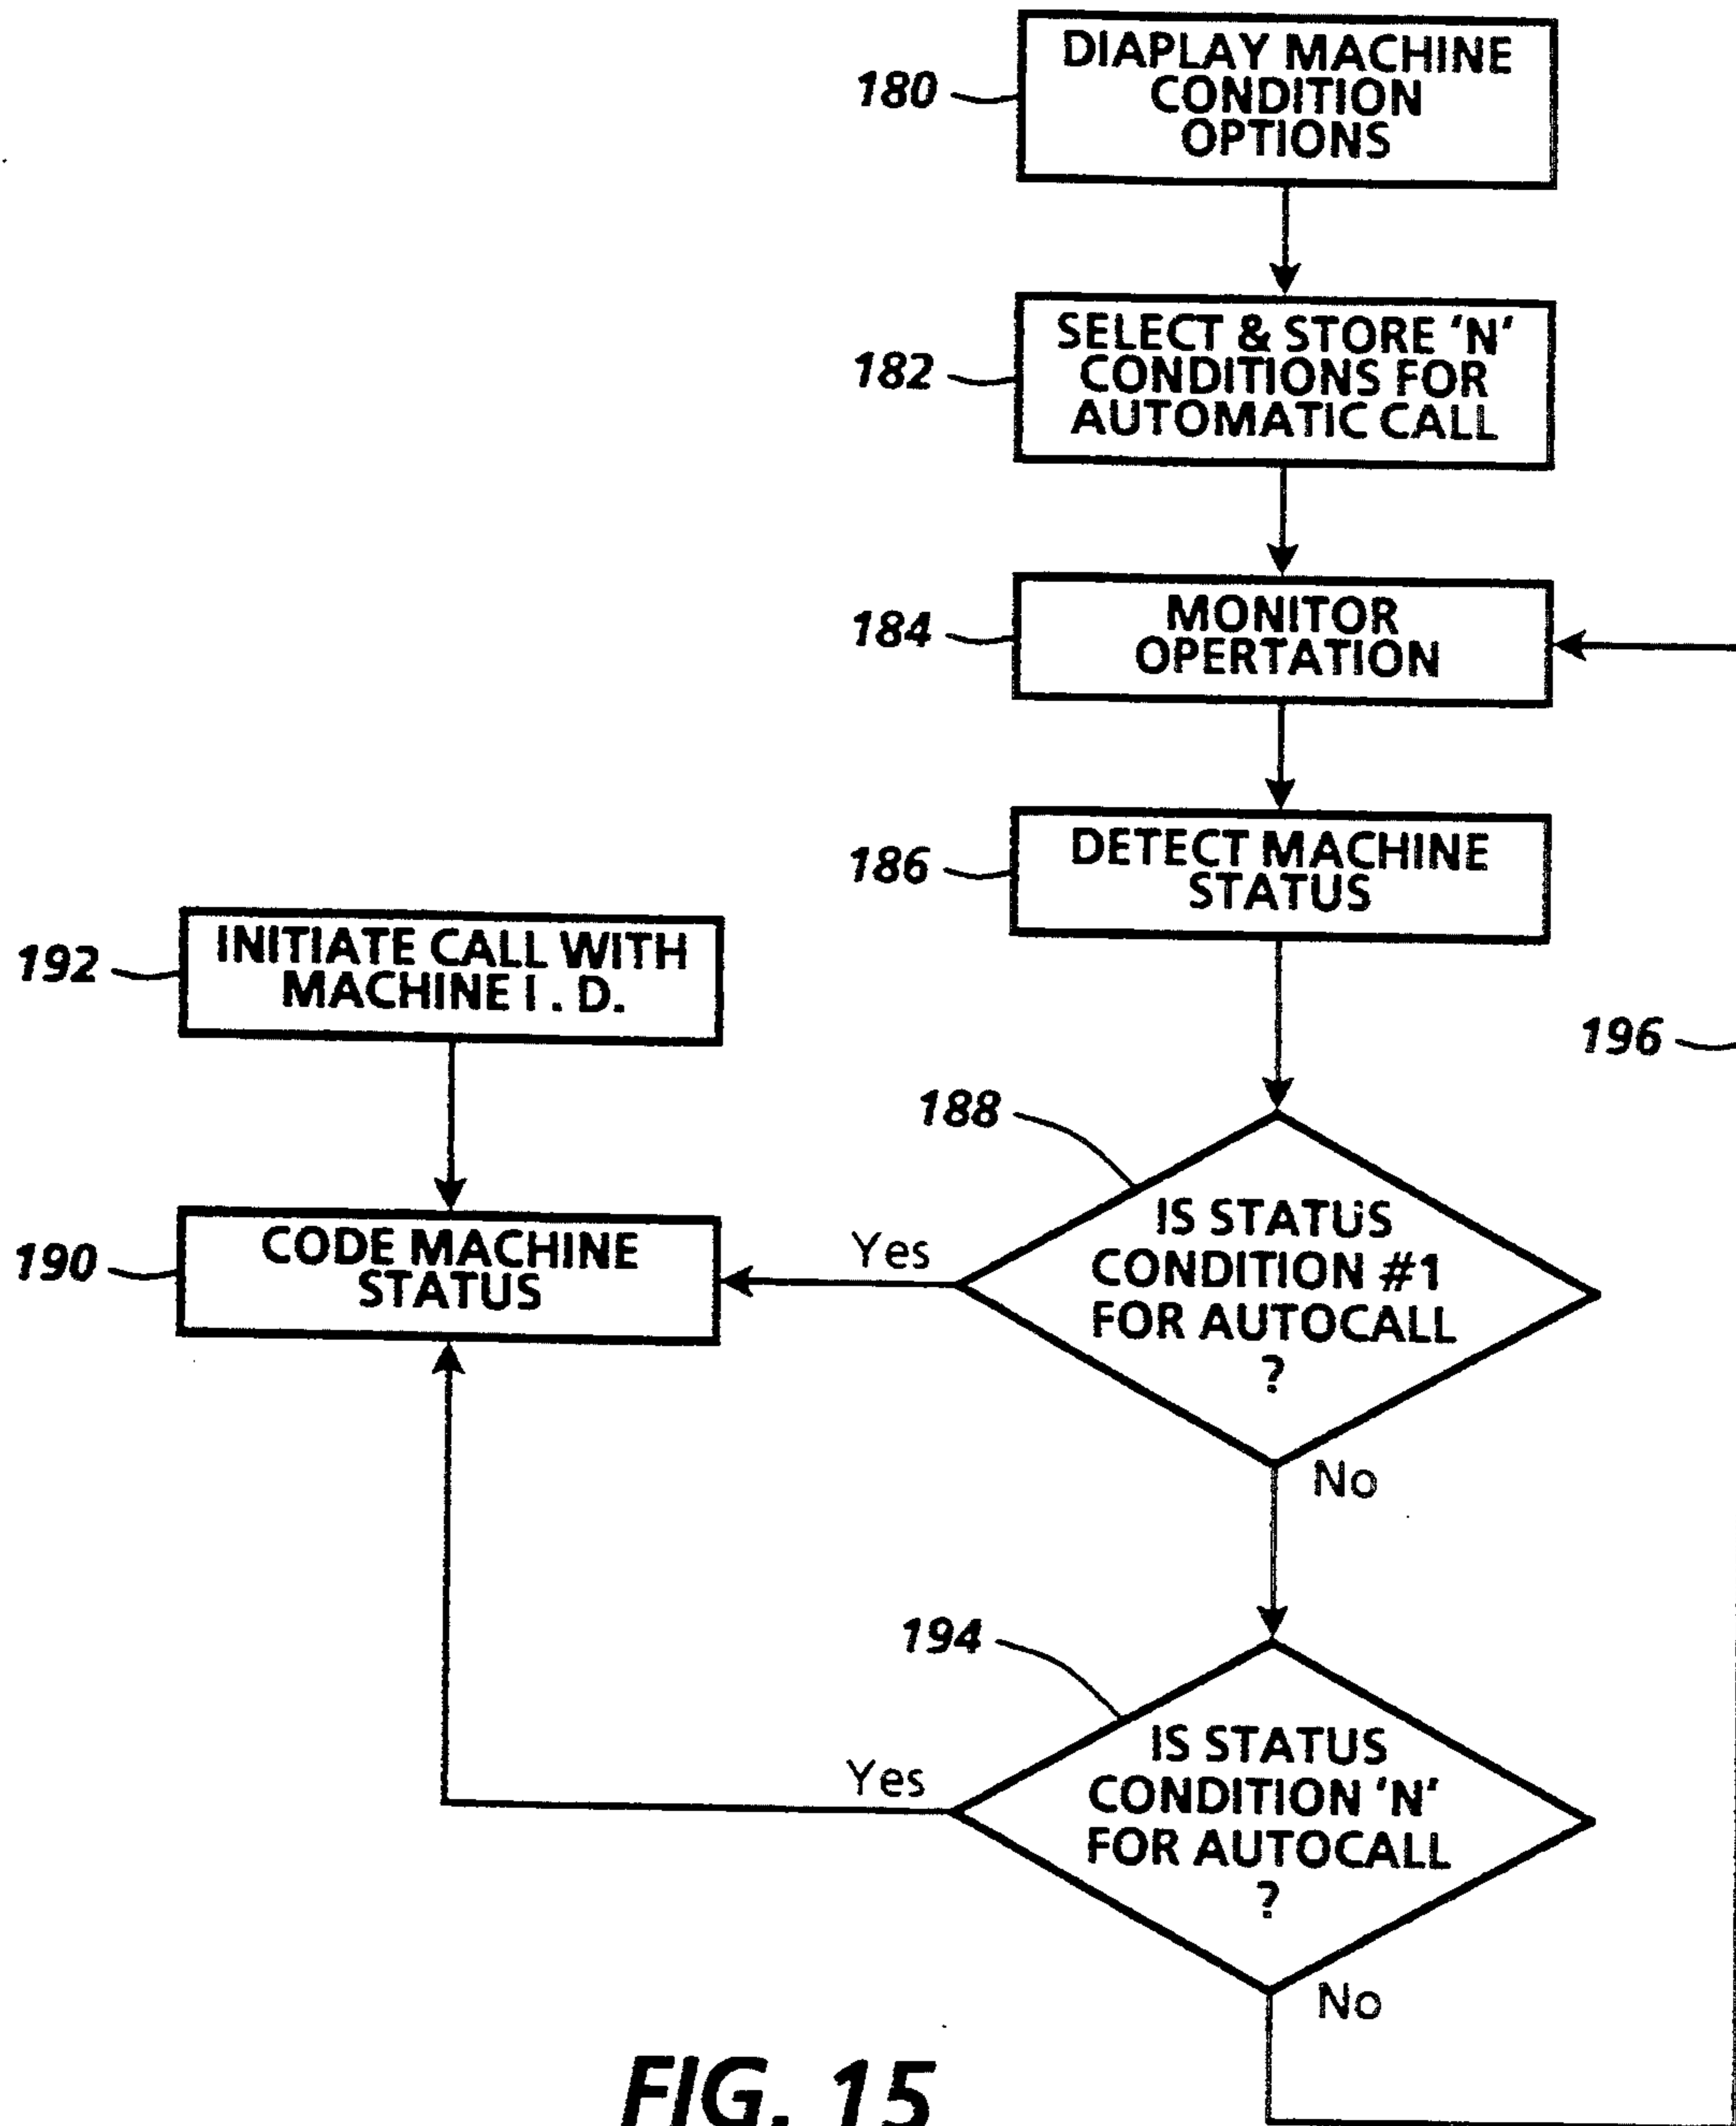 180
DIAPLAY MACHINE
CONDITION
OPTIONS
182
SELECT & STORE 'N'
CONDITIONS FOR
AUTOMATIC CALL
184
MONITOR
OPERTATION
186
DETECT MACHINE
STATUS
192
INITIATE CALL WITH
MACHINE I . D.
196
188
IS STATUS
CONDITION #1
FOR AUTOCALL
?
Yes
No
190
CODE MACHINE
STATUS
194
IS STATUS
CONDITION 'N'
FOR AUTOCALL
?
Yes
No
FIG. 15